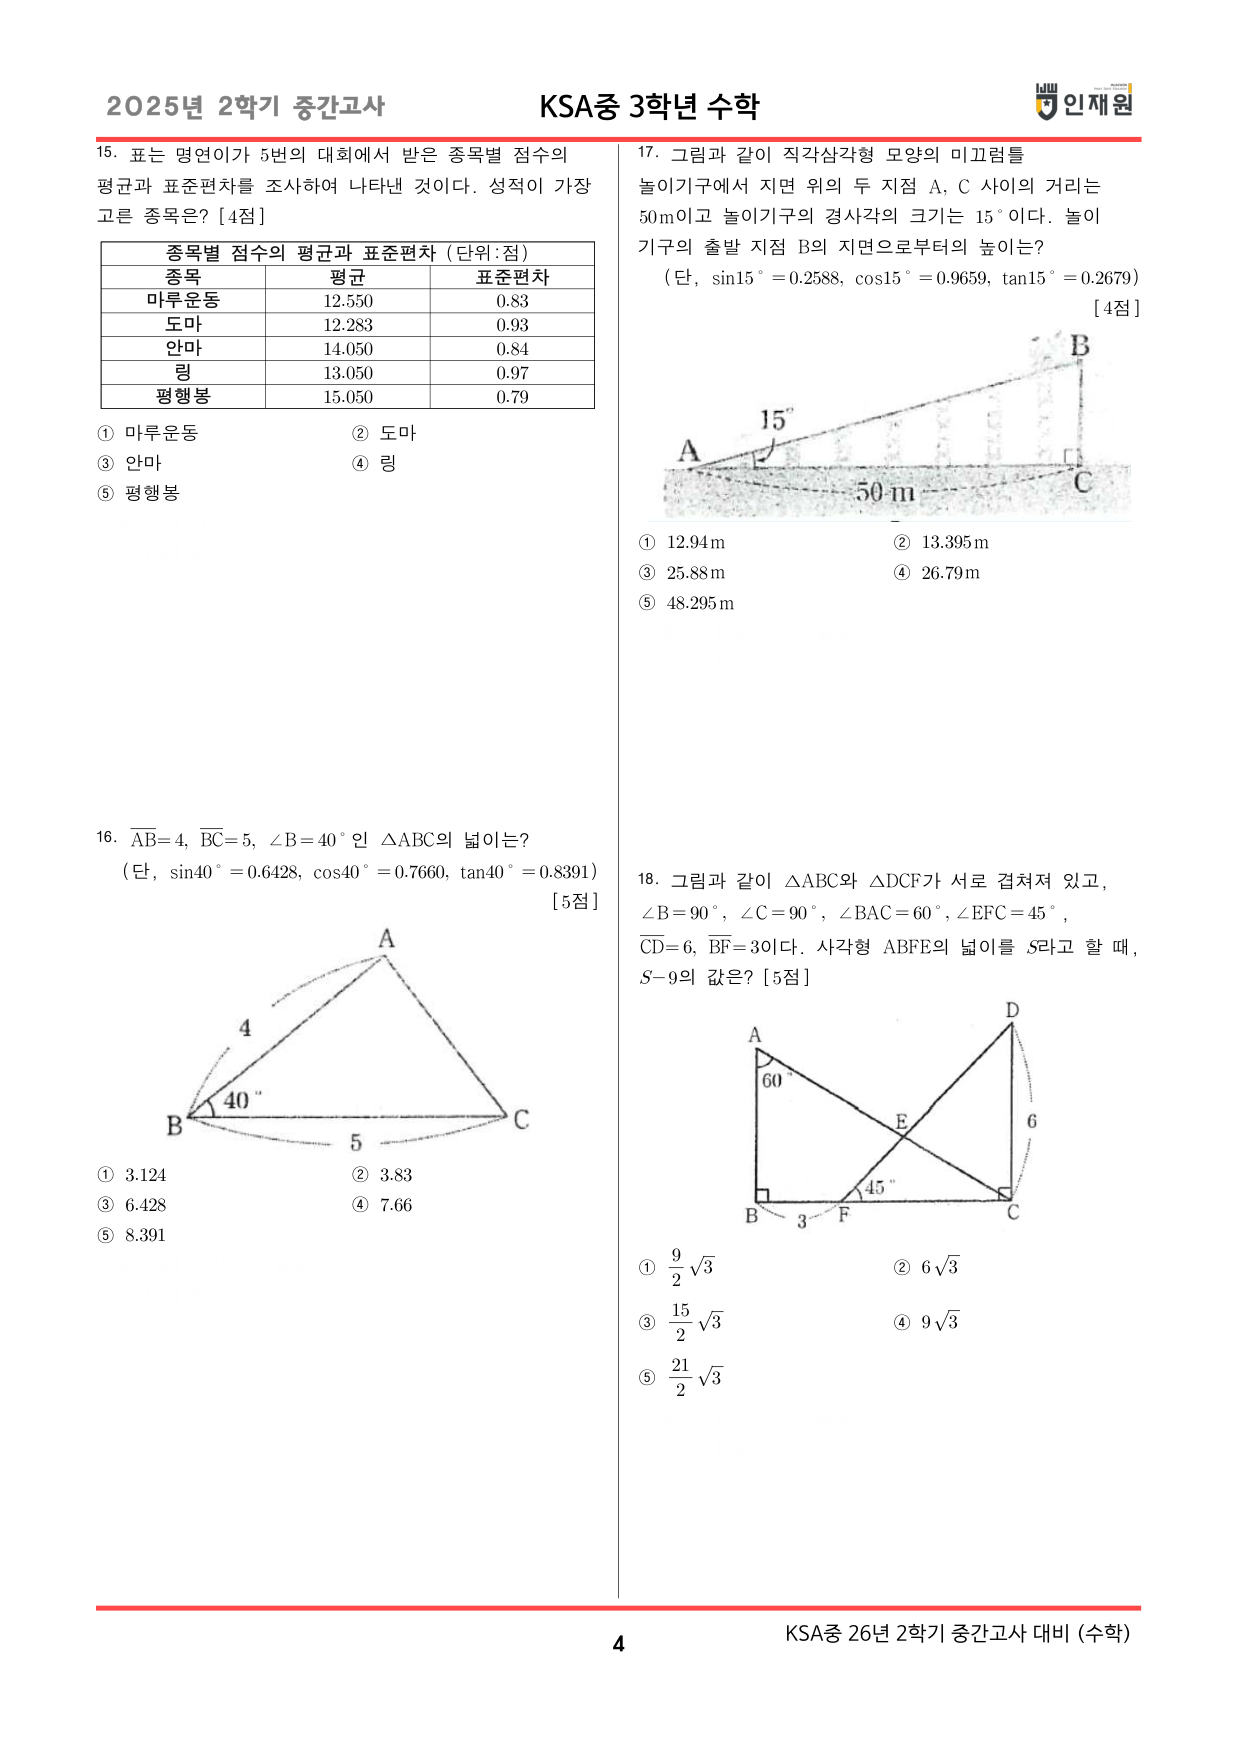 2025년 2학기 중간고사
KSA중 3학년 수학
인재원
15. 표는 명연이가 5번의 대회에서 받은 종목별 점수의
평균과 표준편차를 조사하여 나타낸 것이다. 성적이 가장
고른 종목은? [4점]
종목별 점수의 평균과 표준편차 (단위:점)
종목 평균 표준편차
마루운동 12.550 0.83
도마 12.283 0.93
안마 14.050 0.84
링 13.050 0.97
평행봉 15.050 0.79
① 마루운동 ② 도마
③ 안마 ④ 링
⑤ 평행봉
16. AB=4, BC=5, ∠B=40°인 △ABC의 넓이는?
(단, sin40°=0.6428, cos40°=0.7660, tan40°=0.8391)
[5점]
A
4
40°
B
C
5
① 3.124 ② 3.83
③ 6.428 ④ 7.66
⑤ 8.391
17. 그림과 같이 직각삼각형 모양의 미끄럼틀
놀이기구에서 지면 위의 두 지점 A, C 사이의 거리는
50m이고 놀이기구의 경사각의 크기는 15°이다. 놀이
기구의 출발 지점 B의 지면으로부터의 높이는?
(단, sin15°=0.2588, cos15°=0.9659, tan15°=0.2679)
[4점]
B
15°
A
50 m
C
① 12.94m ② 13.395m
③ 25.88m ④ 26.79m
⑤ 48.295m
18. 그림과 같이 △ABC와 △DCF가 서로 겹쳐져 있고,
∠B=90°, ∠C=90°, ∠BAC=60°, ∠EFC=45°,
CD=6, BF=3이다. 사각형 ABFE의 넓이를 S라고 할 때,
S-9의 값은? [5점]
D
A
60°
E
6
45°
B 3 F C
① 9/2 √3 ② 6√3
③ 15/2 √3 ④ 9√3
⑤ 21/2 √3
4
KSA중 26년 2학기 중간고사 대비 (수학)